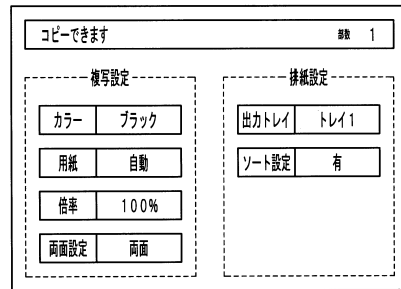 コピーできます 部数 1
複写設定
カラー ブラック
用紙 自動
倍率 100%
両面設定 両面
排紙設定
出力トレイ トレイ1
ソート設定 有